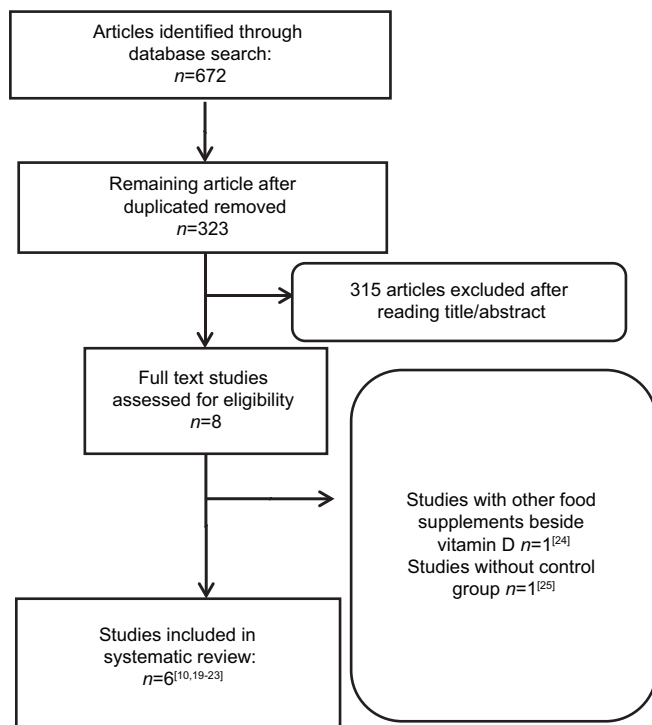 Articles identified through
database search:
n=672
Remaining article after
duplicated removed
n=323
315 articles excluded after
reading title/abstract
Full text studies
assessed for eligibility
n=8
Studies with other food
supplements beside
vitamin D n=1[24]
Studies without control
group n=1[25]
Studies included in
systematic review:
n=6[10,19-23]